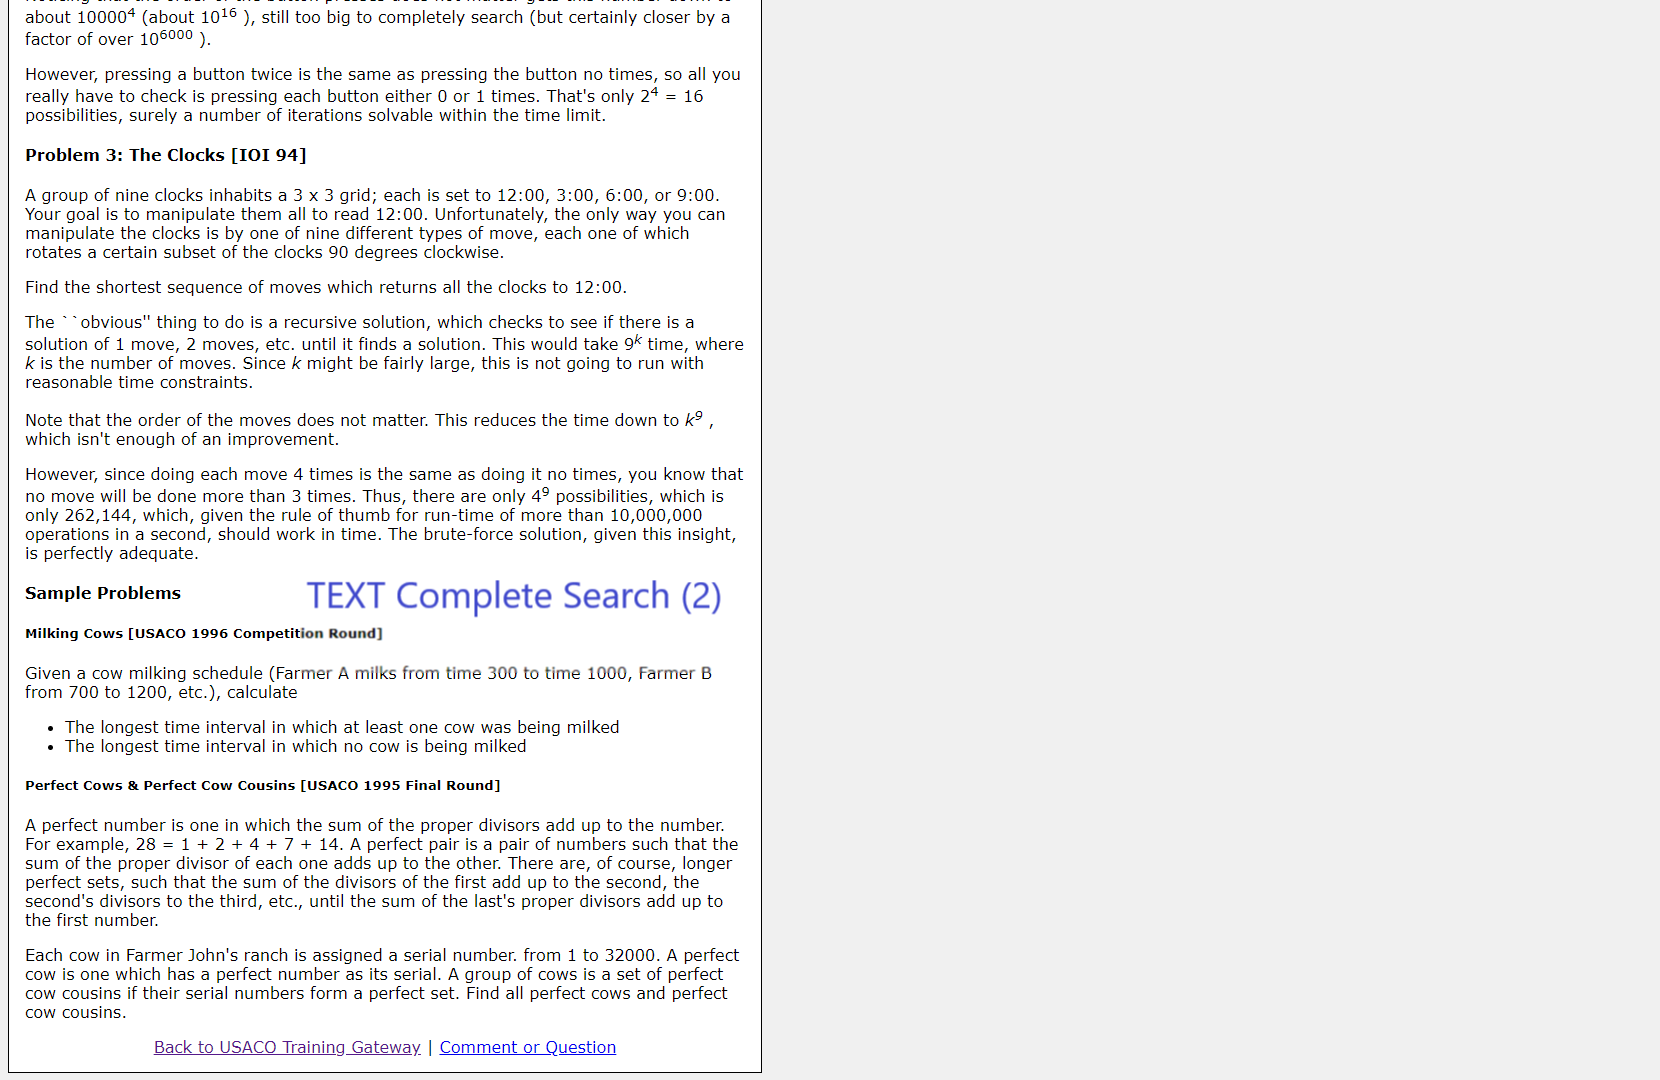 about 10000⁴ (about 10¹⁶ ), still too big to completely search (but certainly closer by a
factor of over 10⁶⁰⁰⁰ ).
However, pressing a button twice is the same as pressing the button no times, so all you
really have to check is pressing each button either 0 or 1 times. That's only 2⁴ = 16
possibilities, surely a number of iterations solvable within the time limit.
Problem 3: The Clocks [IOI 94]
A group of nine clocks inhabits a 3 x 3 grid; each is set to 12:00, 3:00, 6:00, or 9:00.
Your goal is to manipulate them all to read 12:00. Unfortunately, the only way you can
manipulate the clocks is by one of nine different types of move, each one of which
rotates a certain subset of the clocks 90 degrees clockwise.
Find the shortest sequence of moves which returns all the clocks to 12:00.
The ``obvious'' thing to do is a recursive solution, which checks to see if there is a
solution of 1 move, 2 moves, etc. until it finds a solution. This would take 9ᵏ time, where
k is the number of moves. Since k might be fairly large, this is not going to run with
reasonable time constraints.
Note that the order of the moves does not matter. This reduces the time down to k⁹ ,
which isn't enough of an improvement.
However, since doing each move 4 times is the same as doing it no times, you know that
no move will be done more than 3 times. Thus, there are only 4⁹ possibilities, which is
only 262,144, which, given the rule of thumb for run-time of more than 10,000,000
operations in a second, should work in time. The brute-force solution, given this insight,
is perfectly adequate.
Sample Problems
TEXT Complete Search (2)
Milking Cows [USACO 1996 Competition Round]
Given a cow milking schedule (Farmer A milks from time 300 to time 1000, Farmer B
from 700 to 1200, etc.), calculate
• The longest time interval in which at least one cow was being milked
• The longest time interval in which no cow is being milked
Perfect Cows & Perfect Cow Cousins [USACO 1995 Final Round]
A perfect number is one in which the sum of the proper divisors add up to the number.
For example, 28 = 1 + 2 + 4 + 7 + 14. A perfect pair is a pair of numbers such that the
sum of the proper divisor of each one adds up to the other. There are, of course, longer
perfect sets, such that the sum of the divisors of the first add up to the second, the
second's divisors to the third, etc., until the sum of the last's proper divisors add up to
the first number.
Each cow in Farmer John's ranch is assigned a serial number. from 1 to 32000. A perfect
cow is one which has a perfect number as its serial. A group of cows is a set of perfect
cow cousins if their serial numbers form a perfect set. Find all perfect cows and perfect
cow cousins.
Back to USACO Training Gateway | Comment or Question